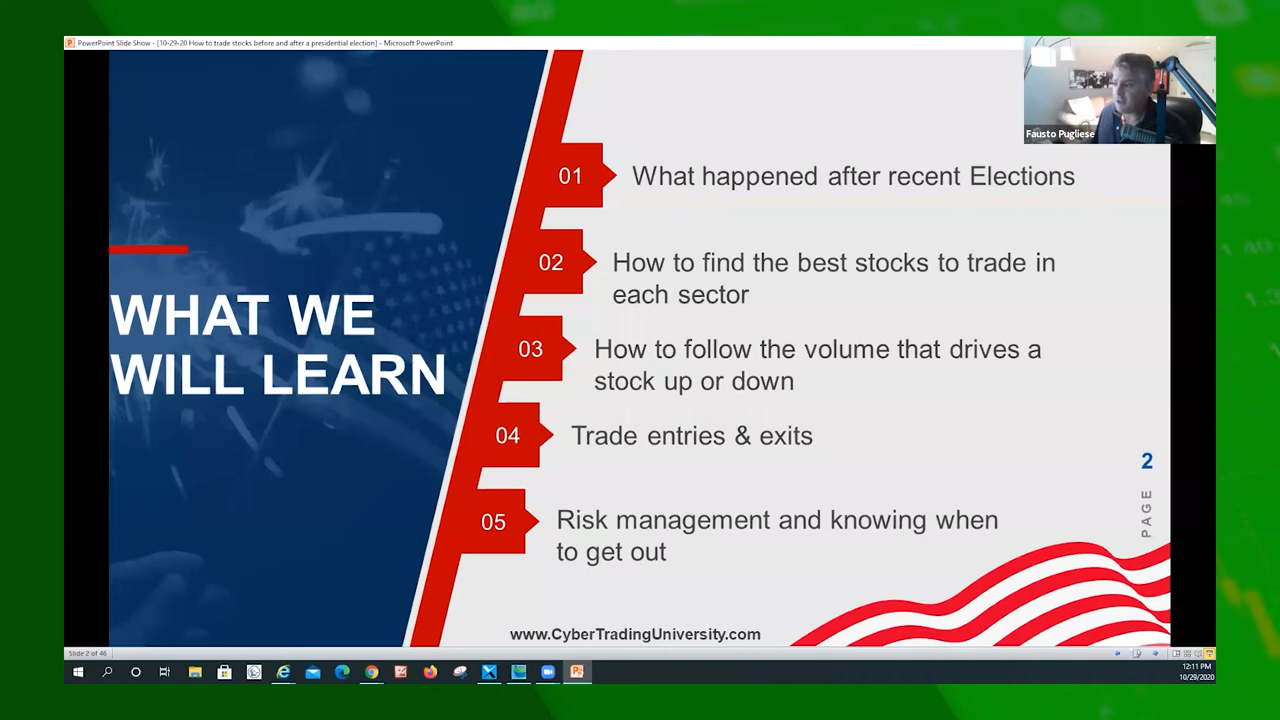 PowerPoint Slide Show - [10-29-20 How to trade stocks before and after a presidential election] - Microsoft PowerPoint
Fausto Pugliese
WHAT WE
WILL LEARN
01
What happened after recent Elections
02
How to find the best stocks to trade in
each sector
03
How to follow the volume that drives a
stock up or down
04
Trade entries & exits
05
Risk management and knowing when
to get out
2
PAGE
www.CyberTradingUniversity.com
Slide 2 of 46
12:11 PM
10/29/2020